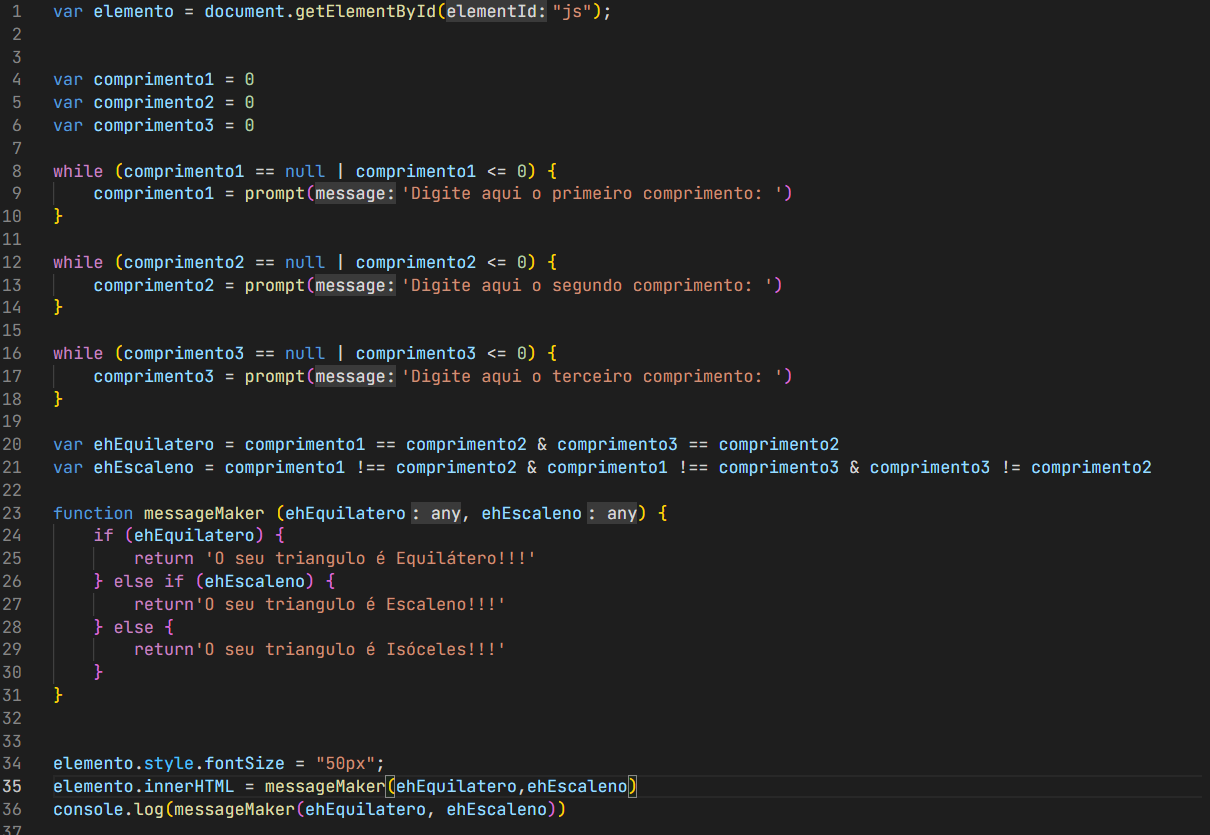 1 var elemento = document.getElementById(elementId: "js");
2
3
4 var comprimento1 = 0
5 var comprimento2 = 0
6 var comprimento3 = 0
7
8 while (comprimento1 == null | comprimento1 <= 0) {
9 comprimento1 = prompt(message: 'Digite aqui o primeiro comprimento: ')
10 }
11
12 while (comprimento2 == null | comprimento2 <= 0) {
13 comprimento2 = prompt(message: 'Digite aqui o segundo comprimento: ')
14 }
15
16 while (comprimento3 == null | comprimento3 <= 0) {
17 comprimento3 = prompt(message: 'Digite aqui o terceiro comprimento: ')
18 }
19
20 var ehEquilatero = comprimento1 == comprimento2 & comprimento3 == comprimento2
21 var ehEscaleno = comprimento1 !== comprimento2 & comprimento1 !== comprimento3 & comprimento3 != comprimento2
22
23 function messageMaker (ehEquilatero : any, ehEscaleno : any) {
24 if (ehEquilatero) {
25 return 'O seu triangulo é Equilátero!!!'
26 } else if (ehEscaleno) {
27 return'O seu triangulo é Escaleno!!!'
28 } else {
29 return'O seu triangulo é Isóceles!!!'
30 }
31 }
32
33
34 elemento.style.fontSize = "50px";
35 elemento.innerHTML = messageMaker(ehEquilatero,ehEscaleno)
36 console.log(messageMaker(ehEquilatero, ehEscaleno))
37